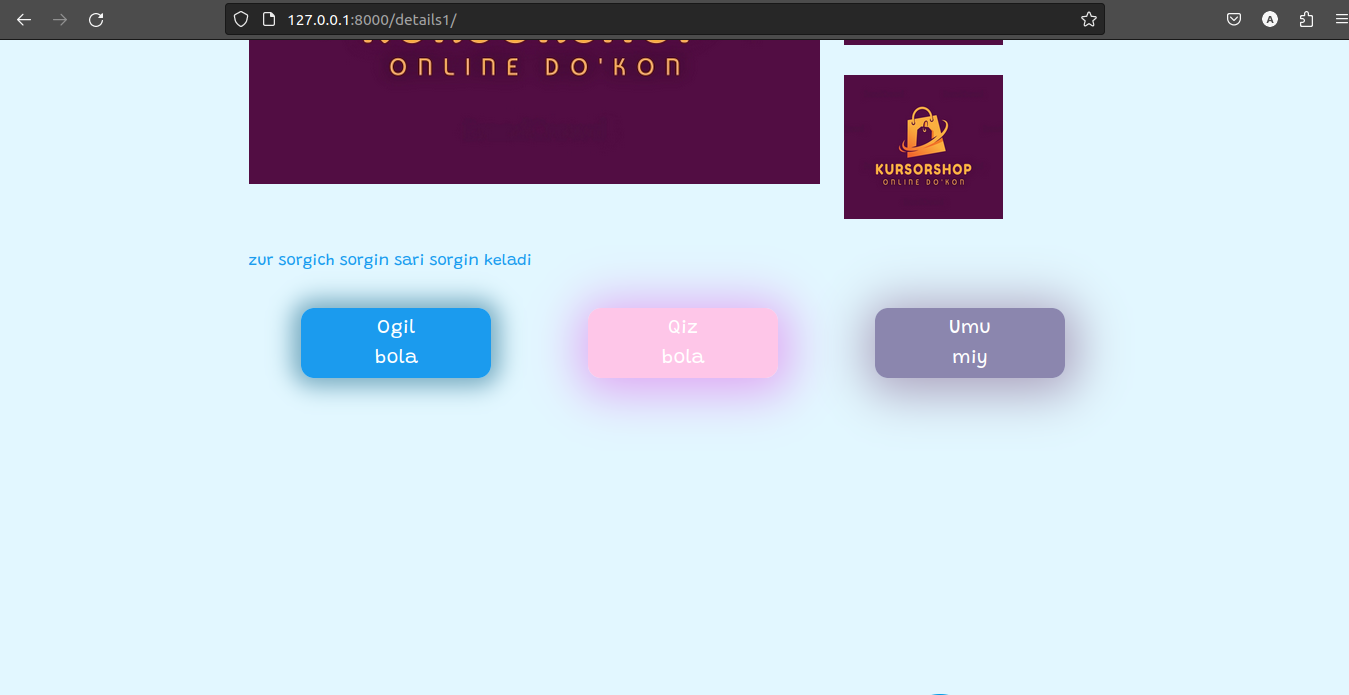 127.0.0.1:8000/details1/
ONLINE DO'KON
KURSORSHOP
ONLINE DO'KON
zur sorgich sorgin sari sorgin keladi
Ogil
bola
Qiz
bola
Umu
miy